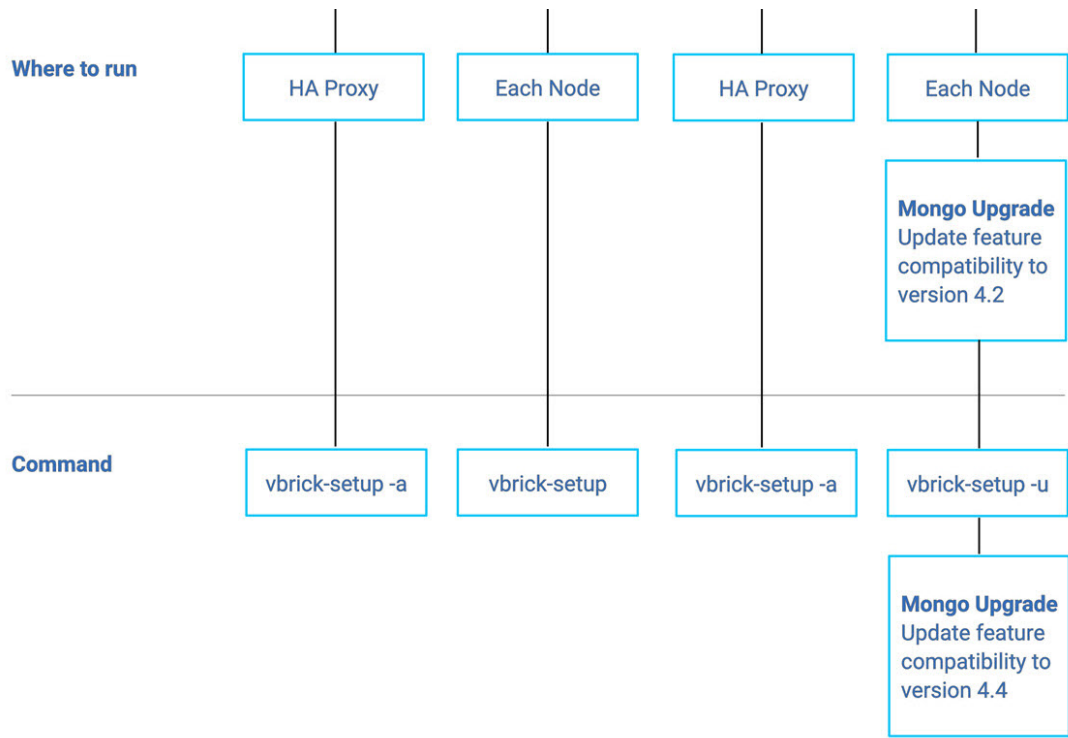 Where to run
HA Proxy
Each Node
HA Proxy
Each Node
Mongo Upgrade
Update feature
compatibility to
version 4.2
Command
vbrick-setup -a
vbrick-setup
vbrick-setup -a
vbrick-setup -u
Mongo Upgrade
Update feature
compatibility to
version 4.4